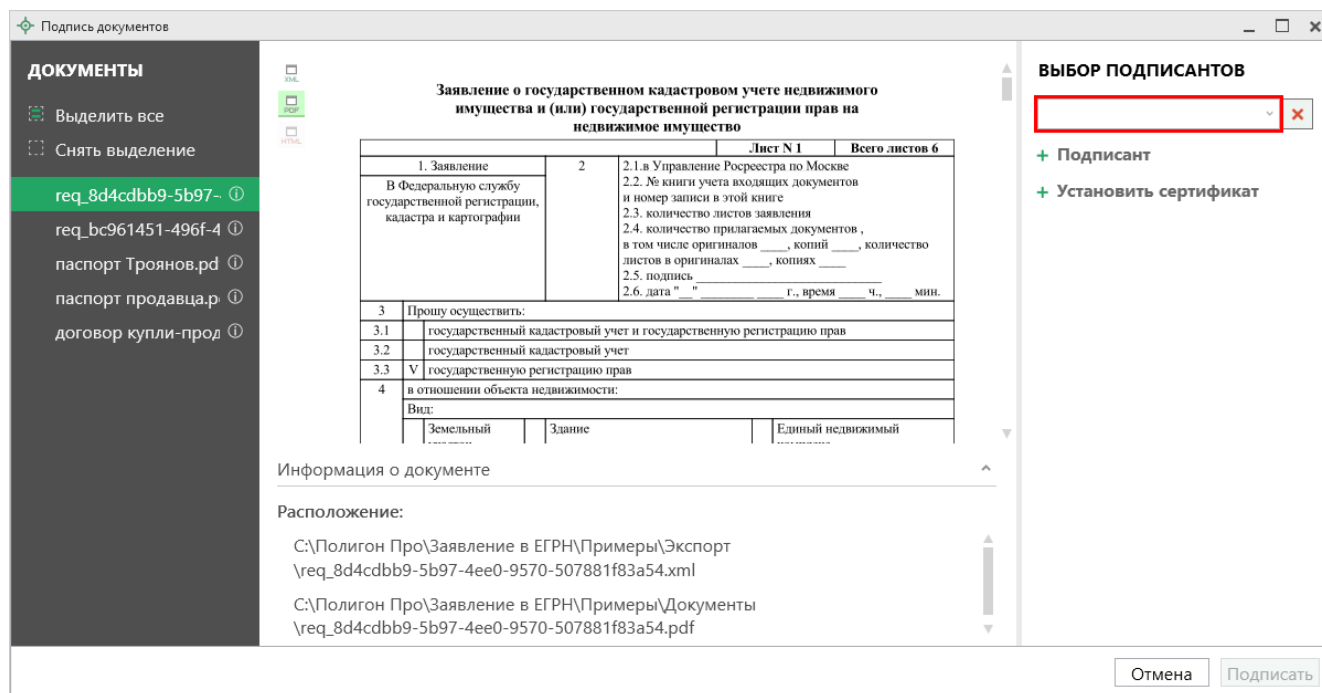 Подпись документов
ДОКУМЕНТЫ
Выделить все
Снять выделение
req_8d4cdbb9-5b97-
req_bc961451-496f-4
паспорт Троянов.pd
паспорт продавца.p
договор купли-прод
XML
PDF
HTML
Заявление о государственном кадастровом учете недвижимого
имущества и (или) государственной регистрации прав на
недвижимое имущество
Лист N 1 Всего листов 6
1. Заявление 2 2.1.в Управление Росреестра по Москве
В Федеральную службу 2.2. № книги учета входящих документов
государственной регистрации, и номер записи в этой книге
кадастра и картографии 2.3. количество листов заявления
2.4. количество прилагаемых документов ,
в том числе оригиналов ____, копий ____, количество
листов в оригиналах ____, копиях ____
2.5. подпись ____
2.6. дата "__" ________ ____ г., время ____ ч., ____ мин.
3 Прошу осуществить:
3.1 государственный кадастровый учет и государственную регистрацию прав
3.2 государственный кадастровый учет
3.3 V государственную регистрацию прав
4 в отношении объекта недвижимости:
Вид:
Земельный Здание Единый недвижимый
Информация о документе
Расположение:
C:\Полигон Про\Заявление в ЕГРН\Примеры\Экспорт
\req_8d4cdbb9-5b97-4ee0-9570-507881f83a54.xml
C:\Полигон Про\Заявление в ЕГРН\Примеры\Документы
\req_8d4cdbb9-5b97-4ee0-9570-507881f83a54.pdf
ВЫБОР ПОДПИСАНТОВ
+ Подписант
+ Установить сертификат
Отмена
Подписать